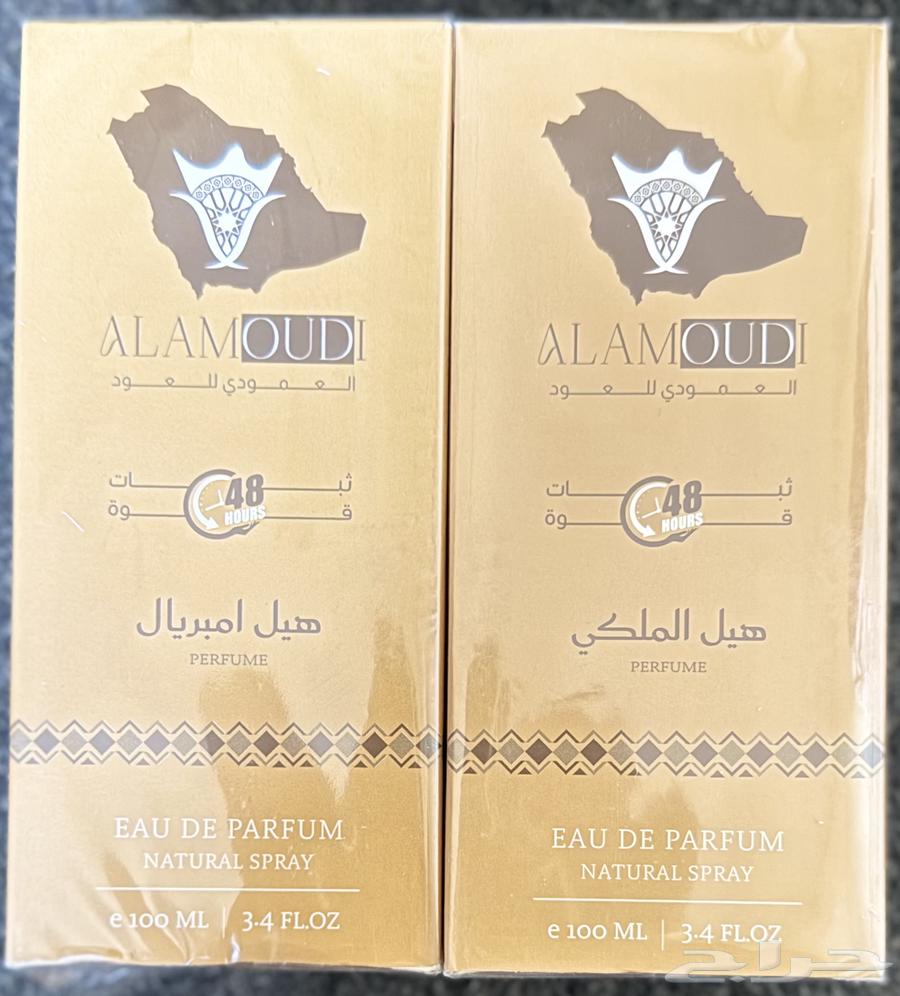 ALAMOUDI
العمودي للعود
ثبات
48
HOURS
قوة
هيل امبريال
PERFUME
EAU DE PARFUM
NATURAL SPRAY
e 100 ML | 3.4 FL.OZ
ALAMOUDI
العمودي للعود
ثبات
48
HOURS
قوة
هيل الملكي
PERFUME
EAU DE PARFUM
NATURAL SPRAY
e 100 ML | 3.4 FL.OZ
حراج